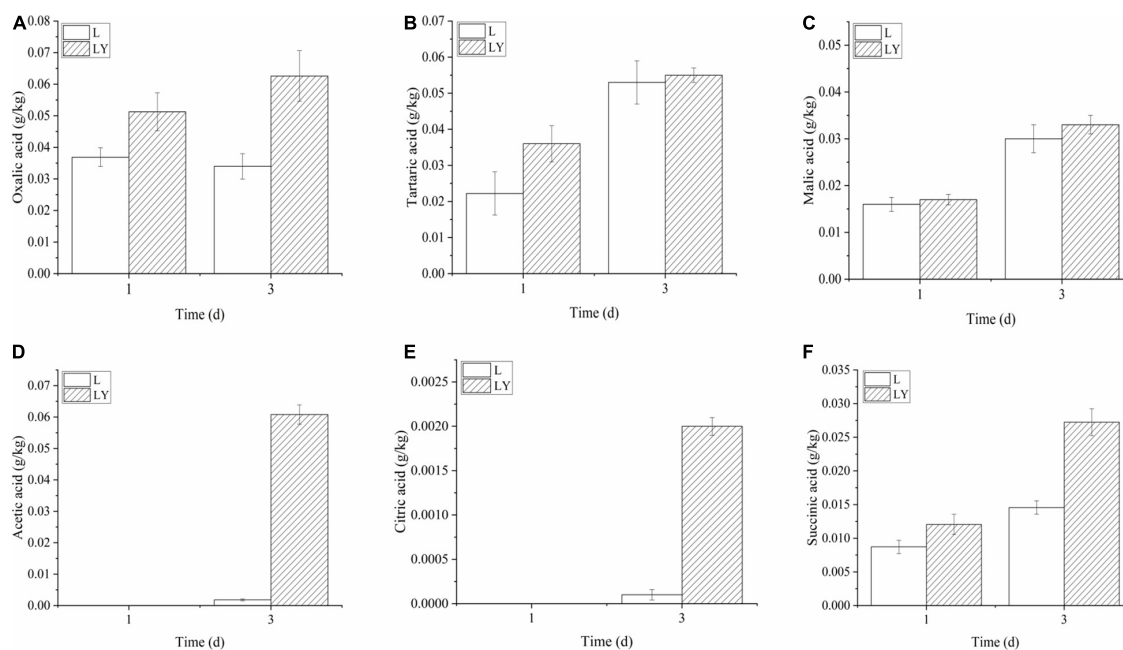 A
L
LY
0.08
0.07
0.06
0.05
0.04
0.03
0.02
0.01
0.00
Oxalic acid (g/kg)
1 3
Time (d)
B
L
LY
0.07
0.06
0.05
0.04
0.03
0.02
0.01
0.00
Tartaric acid (g/kg)
1 3
Time (d)
C
L
LY
0.05
0.04
0.03
0.02
0.01
0.00
Malic acid (g/kg)
1 3
Time (d)
D
L
LY
0.07
0.06
0.05
0.04
0.03
0.02
0.01
0.00
Acetic acid (g/kg)
1 3
Time (d)
E
L
LY
0.0025
0.0020
0.0015
0.0010
0.0005
0.0000
Citric acid (g/kg)
1 3
Time (d)
F
L
LY
0.035
0.030
0.025
0.020
0.015
0.010
0.005
0.000
Succinic acid (g/kg)
1 3
Time (d)